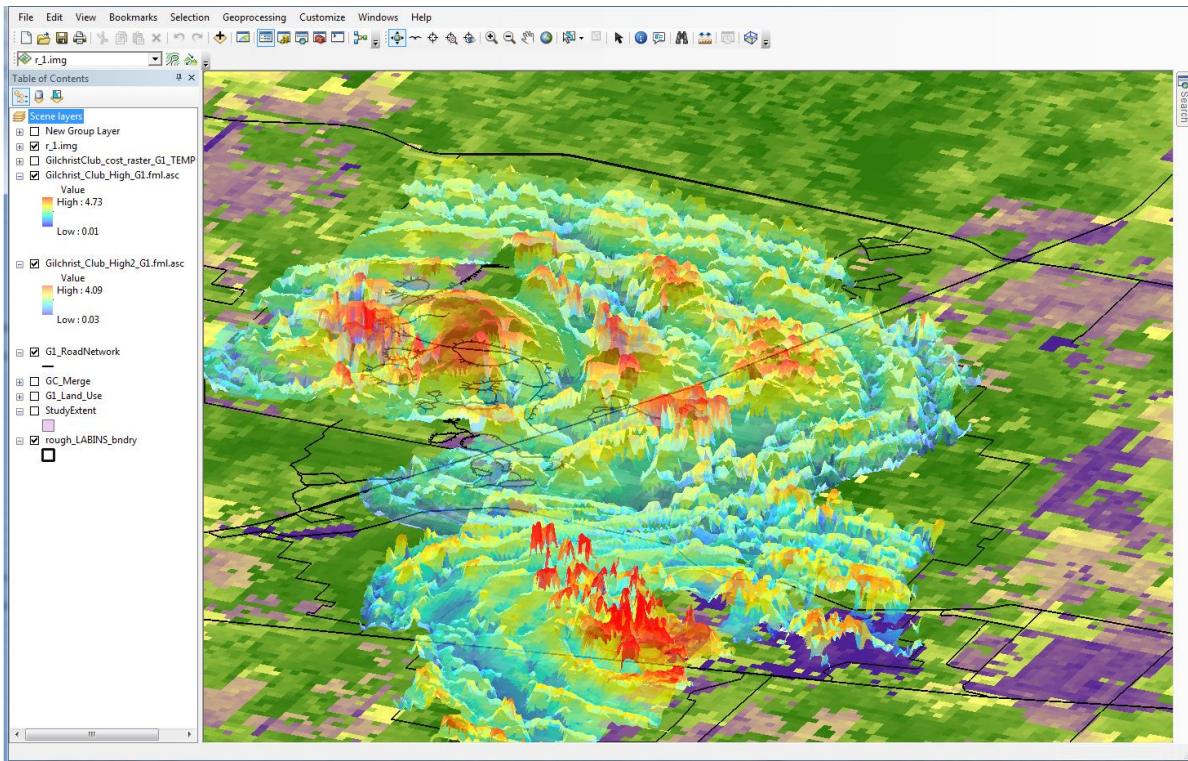 File Edit View Bookmarks Selection Geoprocessing Customize Windows Help
r_1.img
Table of Contents
Scene layers
New Group Layer
r_1.img
GilchristClub_cost_raster_G1_TEMP
Gilchrist_Club_High_G1.fml.asc
Value
High : 4.73
Low : 0.01
Gilchrist_Club_High2_G1.fml.asc
Value
High : 4.09
Low : 0.03
G1_RoadNetwork
GC_Merge
G1_Land_Use
StudyExtent
rough_LABINS_bndry
Search